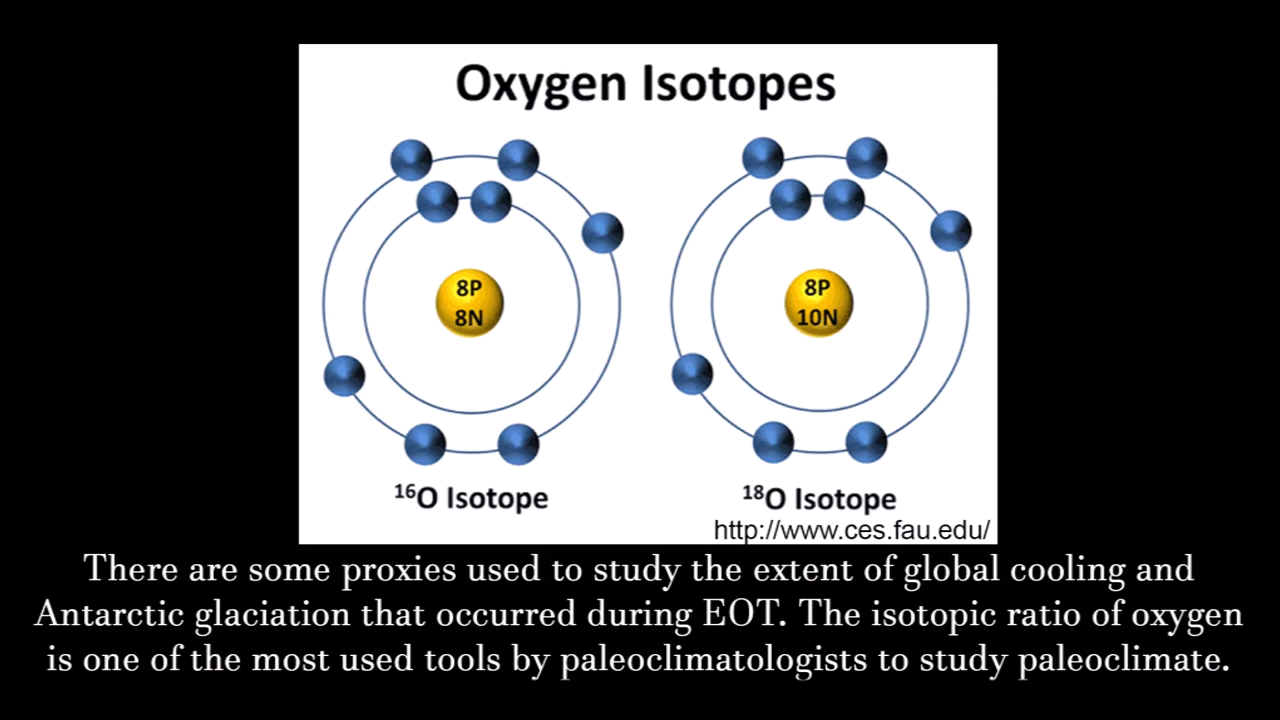 Oxygen Isotopes
8P
8N
8P
10N
¹⁶O Isotope
¹⁸O Isotope
http://www.ces.fau.edu/
There are some proxies used to study the extent of global cooling and
Antarctic glaciation that occurred during EOT. The isotopic ratio of oxygen
is one of the most used tools by paleoclimatologists to study paleoclimate.